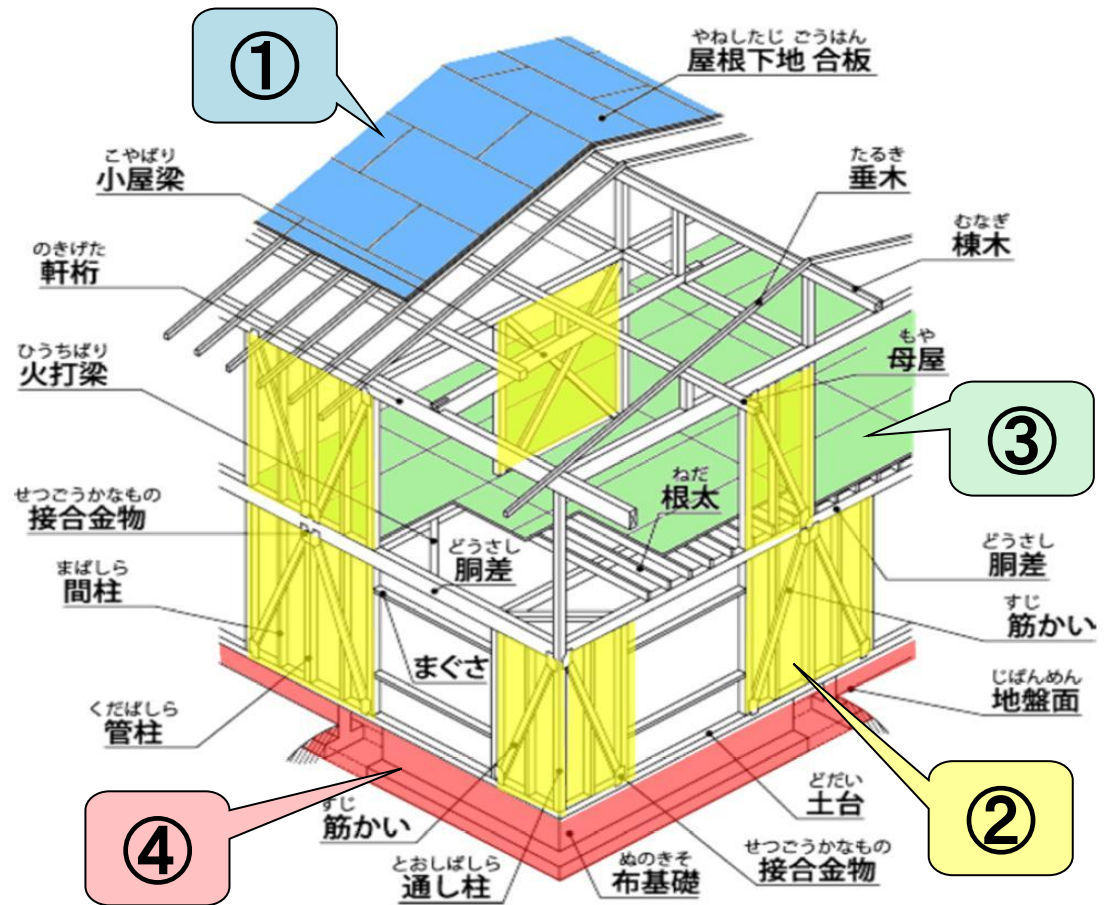 ①
やねしたじ ごうはん
屋根下地 合板
こやばり
小屋梁
たるき
垂木
のきげた
軒桁
むなぎ
棟木
ひうちばり
火打梁
もや
母屋
③
せつごうかなもの
接合金物
ねだ
根太
どうさし
胴差
どうさし
胴差
まばしら
間柱
すじ
筋かい
まぐさ
じばんめん
地盤面
くだばしら
管柱
どだい
土台
②
④
すじ
筋かい
とおしばしら
通し柱
ぬのきそ
布基礎
せつごうかなもの
接合金物